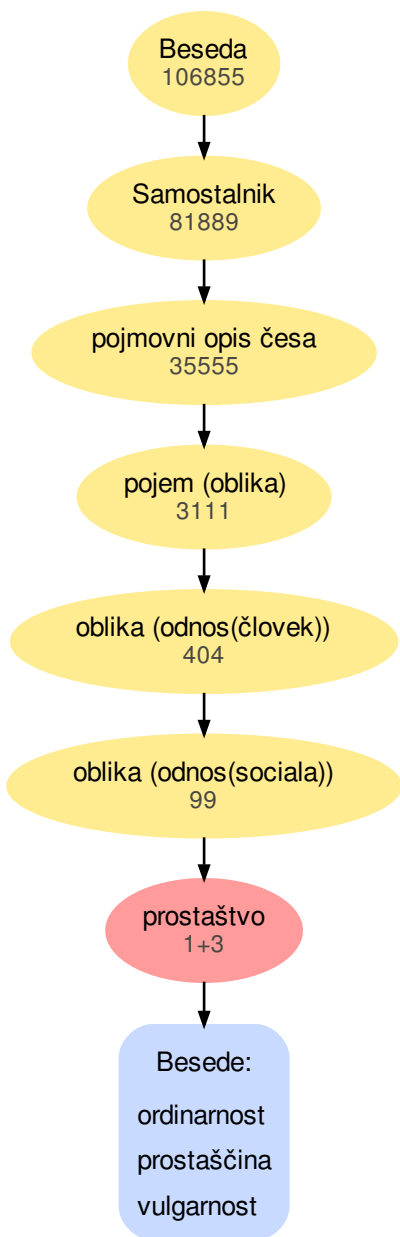 Beseda
106855
Samostalnik
81889
pojmovni opis česa
35555
pojem (oblika)
3111
oblika (odnos(človek))
404
oblika (odnos(sociala))
99
prostaštvo
1+3
Besede:
ordinarnost
prostaščina
vulgarnost